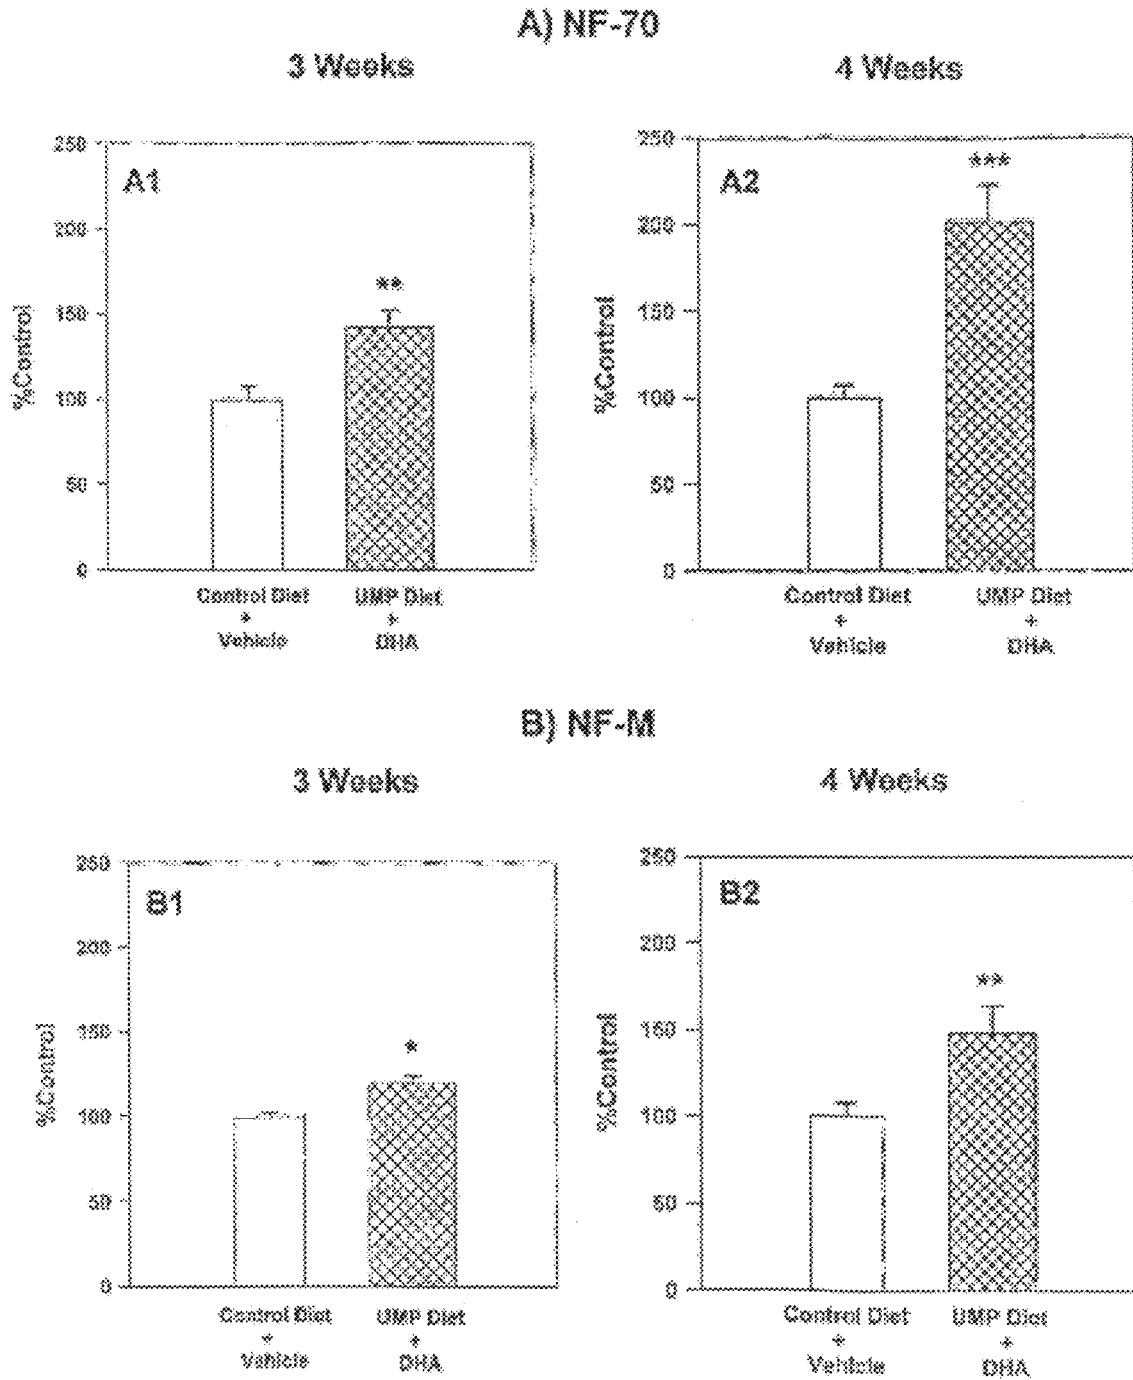 A) NF-70
3 Weeks
4 Weeks
A1
**
%Control
250
200
150
100
50
0
Control Diet
+
Vehicle
UMP Diet
+
DHA
A2
***
%Control
250
200
150
100
50
0
Control Diet
+
Vehicle
UMP Diet
+
DHA
B) NF-M
3 Weeks
4 Weeks
B1
*
%Control
250
200
150
100
50
0
Control Diet
+
Vehicle
UMP Diet
+
DHA
B2
**
%Control
250
200
150
100
50
0
Control Diet
+
Vehicle
UMP Diet
+
DHA